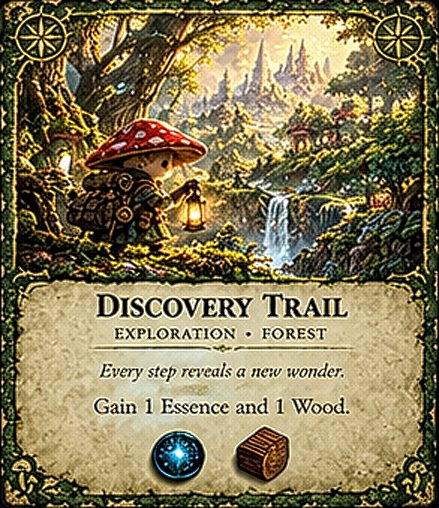 DISCOVERY TRAIL
EXPLORATION • FOREST
Every step reveals a new wonder.
Gain 1 Essence and 1 Wood.